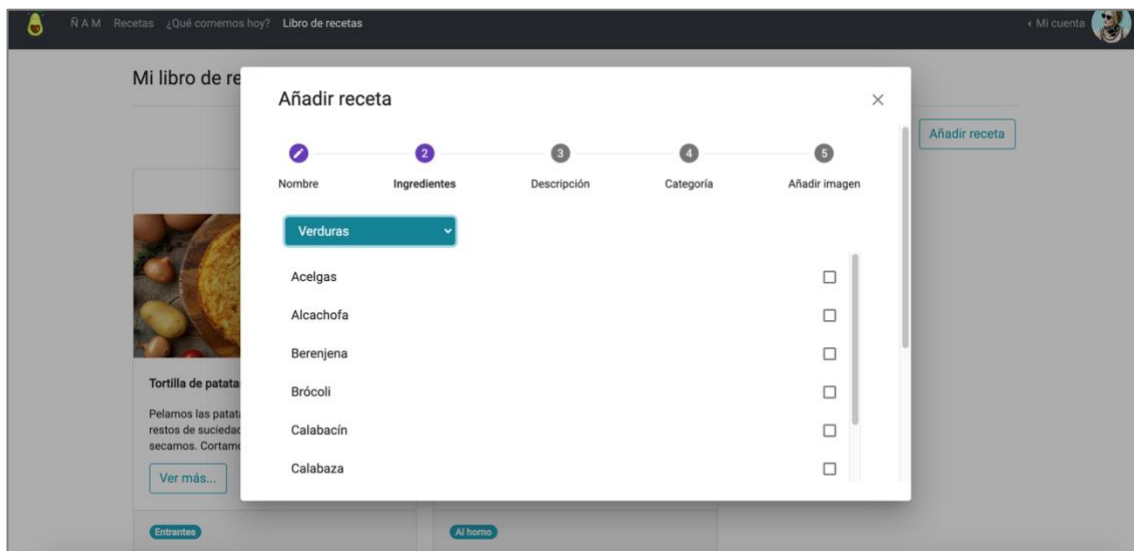 Ñ A M Recetas ¿Qué comemos hoy? Libro de recetas Mi cuenta
Mi libro de re
Añadir receta
Añadir receta
2 3 4 5
Nombre Ingredientes Descripción Categoría Añadir imagen
Verduras
Acelgas
Alcachofa
Berenjena
Brócoli
Calabacín
Calabaza
Tortilla de patata
Pelamos las patat
restos de suciedad
secamos. Cortamo
Ver más...
Entrantes Al horno